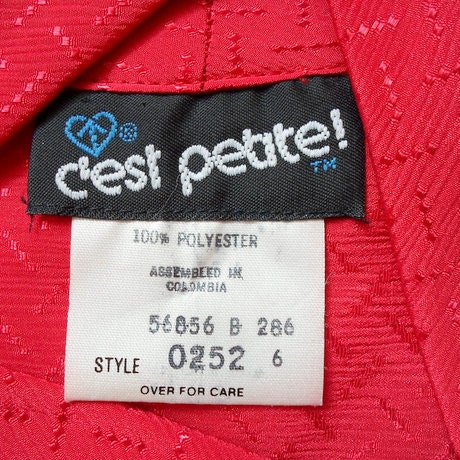 c'est petite! ™
100% POLYESTER
ASSEMBLED IN
COLOMBIA
56856 B 286
STYLE 0252 6
OVER FOR CARE